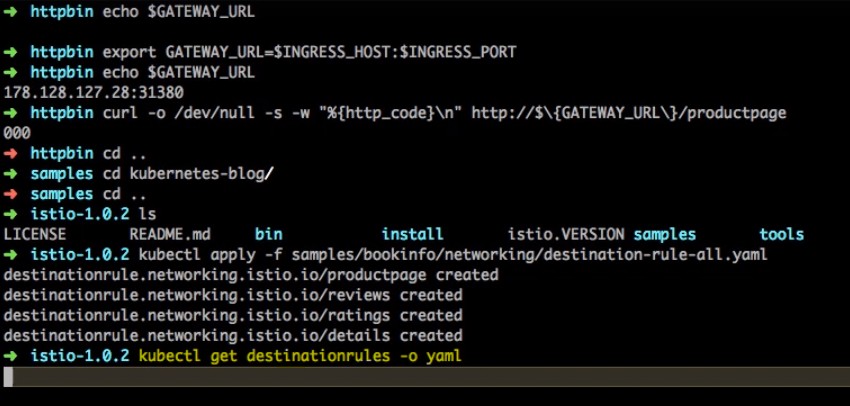 ➜ httpbin echo $GATEWAY_URL
➜ httpbin export GATEWAY_URL=$INGRESS_HOST:$INGRESS_PORT
➜ httpbin echo $GATEWAY_URL
178.128.127.28:31380
➜ httpbin curl -o /dev/null -s -w "%{http_code}\n" http://$\{GATEWAY_URL\}/productpage
000
➜ httpbin cd ..
➜ samples cd kubernetes-blog/
➜ samples cd ..
➜ istio-1.0.2 ls
LICENSE README.md bin install istio.VERSION samples tools
➜ istio-1.0.2 kubectl apply -f samples/bookinfo/networking/destination-rule-all.yaml
destinationrule.networking.istio.io/productpage created
destinationrule.networking.istio.io/reviews created
destinationrule.networking.istio.io/ratings created
destinationrule.networking.istio.io/details created
➜ istio-1.0.2 kubectl get destinationrules -o yaml